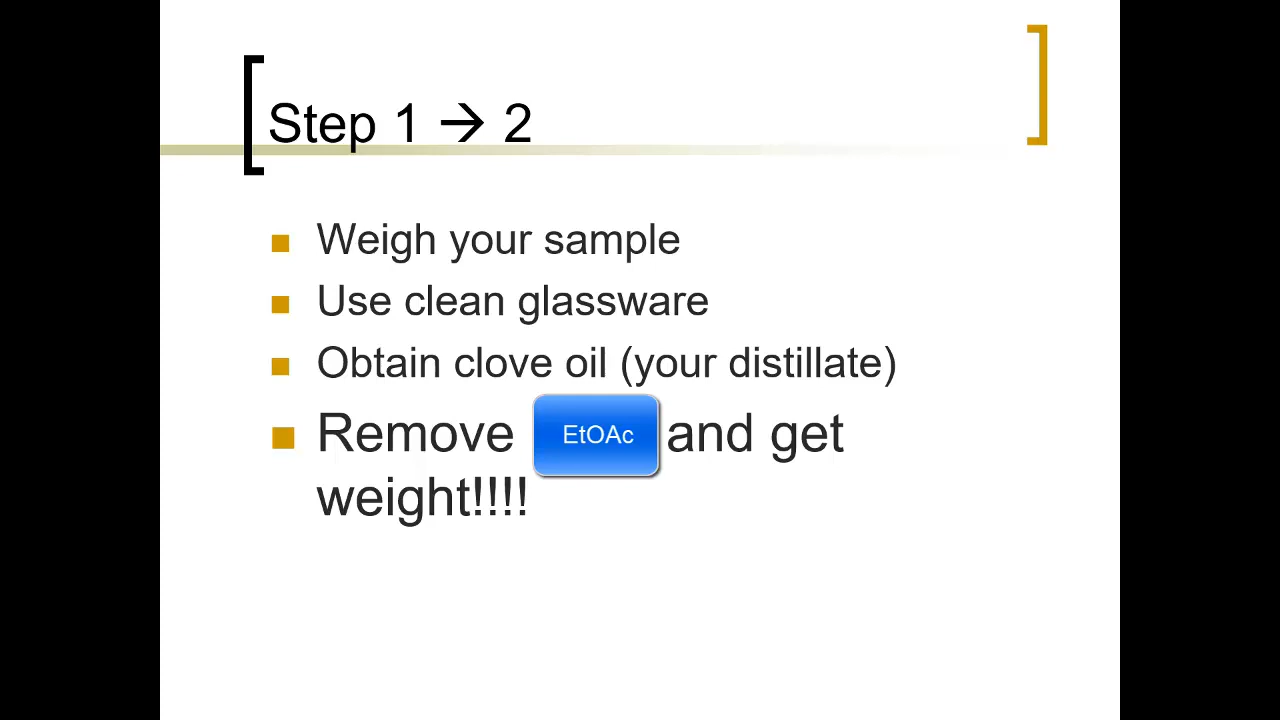 Step 1 → 2
Weigh your sample
Use clean glassware
Obtain clove oil (your distillate)
Remove EtOAc and get
weight!!!!